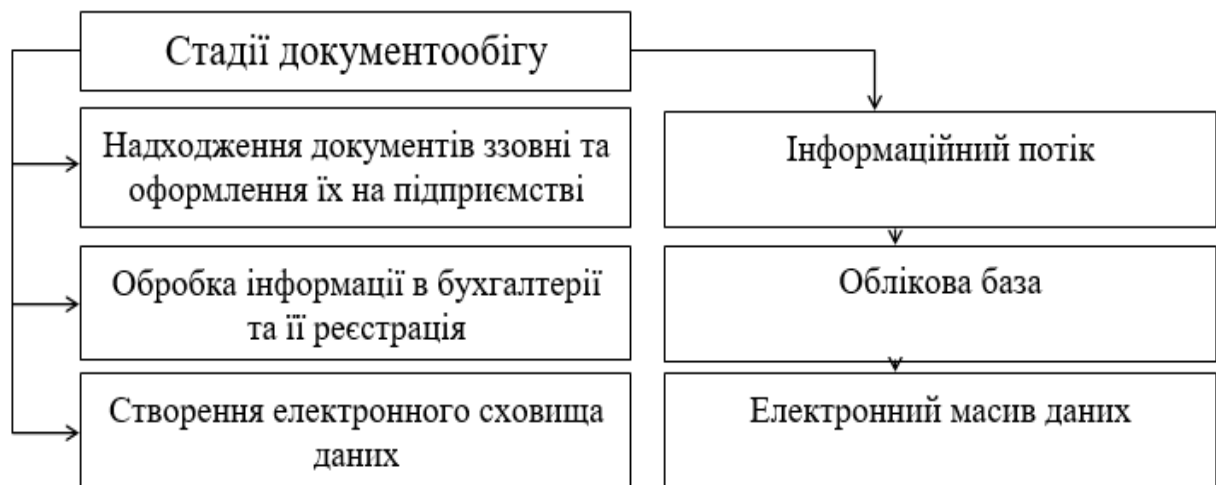 Стадії документообігу
Надходження документів ззовні та
оформлення їх на підприємстві
Інформаційний потік
Обробка інформації в бухгалтерії
та її реєстрація
Облікова база
Створення електронного сховища
даних
Електронний масив даних